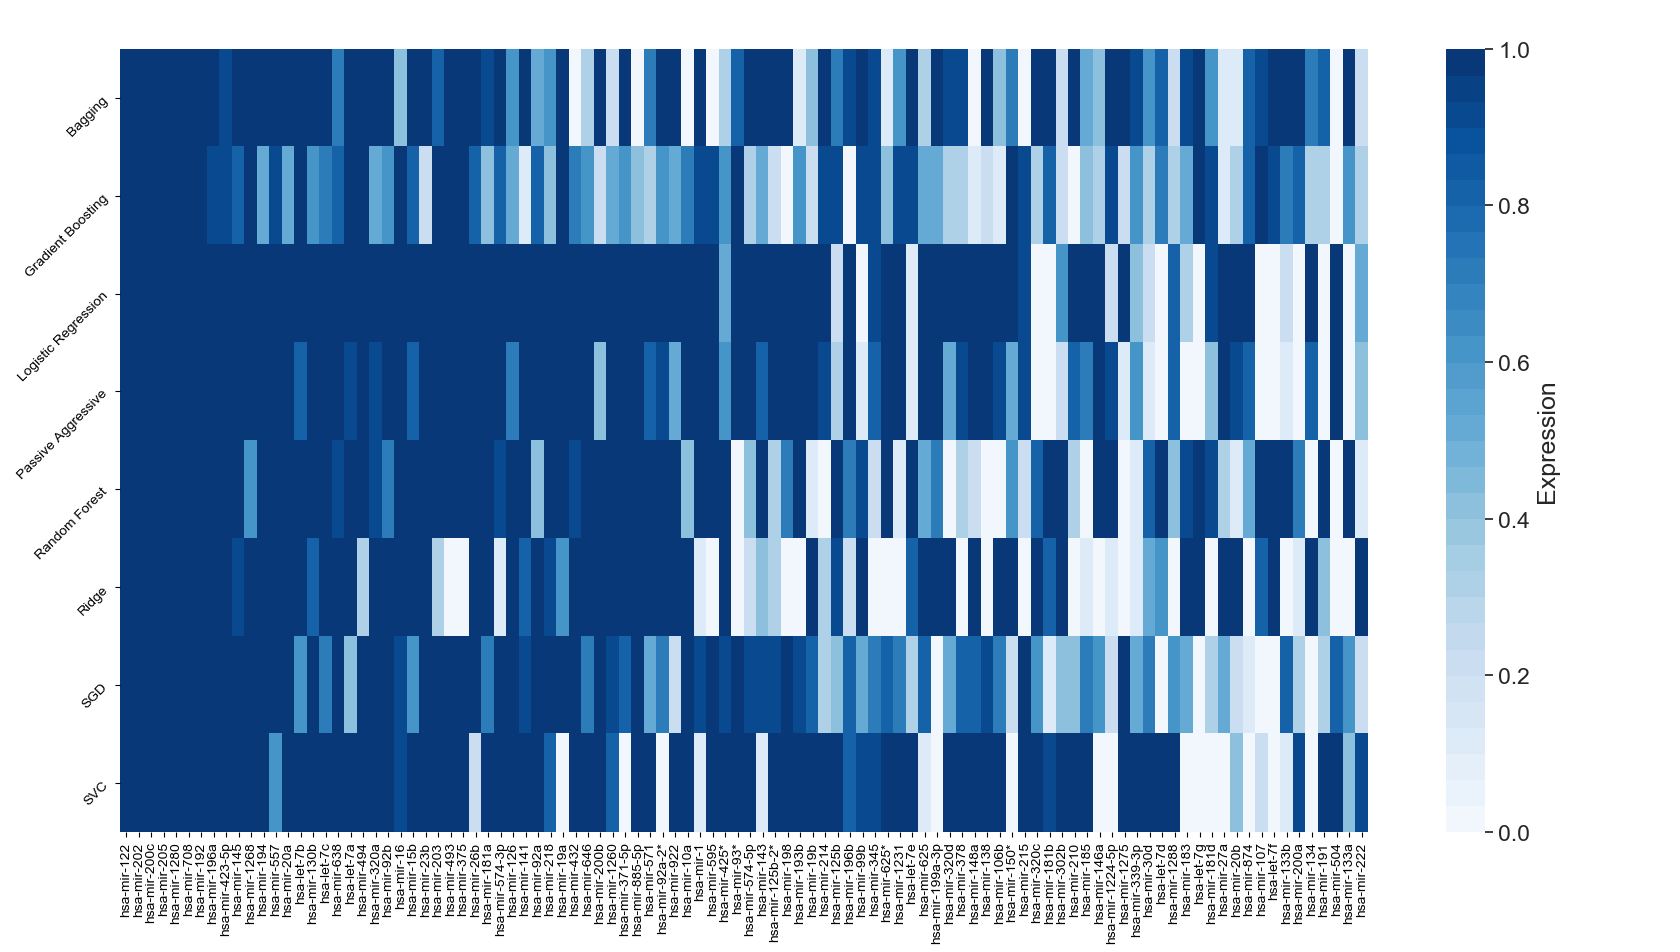 Bagging
Gradient Boosting
Logistic Regression
Passive Aggressive
Random Forest
Ridge
SGD
SVC
hsa-mir-122
hsa-mir-202
hsa-mir-200c
hsa-mir-205
hsa-mir-1280
hsa-mir-708
hsa-mir-192
hsa-mir-196a
hsa-mir-423-5p
hsa-mir-145
hsa-mir-1268
hsa-mir-194
hsa-mir-557
hsa-mir-20a
hsa-let-7b
hsa-mir-130b
hsa-let-7c
hsa-mir-638
hsa-let-7a
hsa-mir-494
hsa-mir-320a
hsa-mir-92b
hsa-mir-16
hsa-mir-15b
hsa-mir-23b
hsa-mir-203
hsa-mir-493
hsa-mir-375
hsa-mir-26b
hsa-mir-181a
hsa-mir-574-3p
hsa-mir-126
hsa-mir-141
hsa-mir-92a
hsa-mir-218
hsa-mir-19a
hsa-mir-432
hsa-mir-646
hsa-mir-200b
hsa-mir-1260
hsa-mir-371-5p
hsa-mir-885-5p
hsa-mir-571
hsa-mir-92a-2*
hsa-mir-922
hsa-mir-10a
hsa-mir-1
hsa-mir-595
hsa-mir-425*
hsa-mir-93*
hsa-mir-574-5p
hsa-mir-143
hsa-mir-125b-2*
hsa-mir-198
hsa-mir-193b
hsa-mir-19b
hsa-mir-214
hsa-mir-125b
hsa-mir-196b
hsa-mir-99b
hsa-mir-345
hsa-mir-625*
hsa-mir-1231
hsa-let-7e
hsa-mir-625
hsa-mir-199a-3p
hsa-mir-320d
hsa-mir-378
hsa-mir-148a
hsa-mir-138
hsa-mir-106b
hsa-mir-150*
hsa-mir-215
hsa-mir-320c
hsa-mir-181b
hsa-mir-302b
hsa-mir-210
hsa-mir-185
hsa-mir-146a
hsa-mir-1224-5p
hsa-mir-1275
hsa-mir-339-3p
hsa-mir-301
hsa-let-7d
hsa-mir-1288
hsa-mir-183
hsa-let-7g
hsa-mir-181d
hsa-mir-27a
hsa-mir-20b
hsa-mir-874
hsa-mir-107
hsa-let-7f
hsa-mir-133b
hsa-mir-200a
hsa-mir-134
hsa-mir-191
hsa-mir-504
hsa-mir-133a
hsa-mir-222
1.0
0.8
0.6
0.4
0.2
0.0
Expression